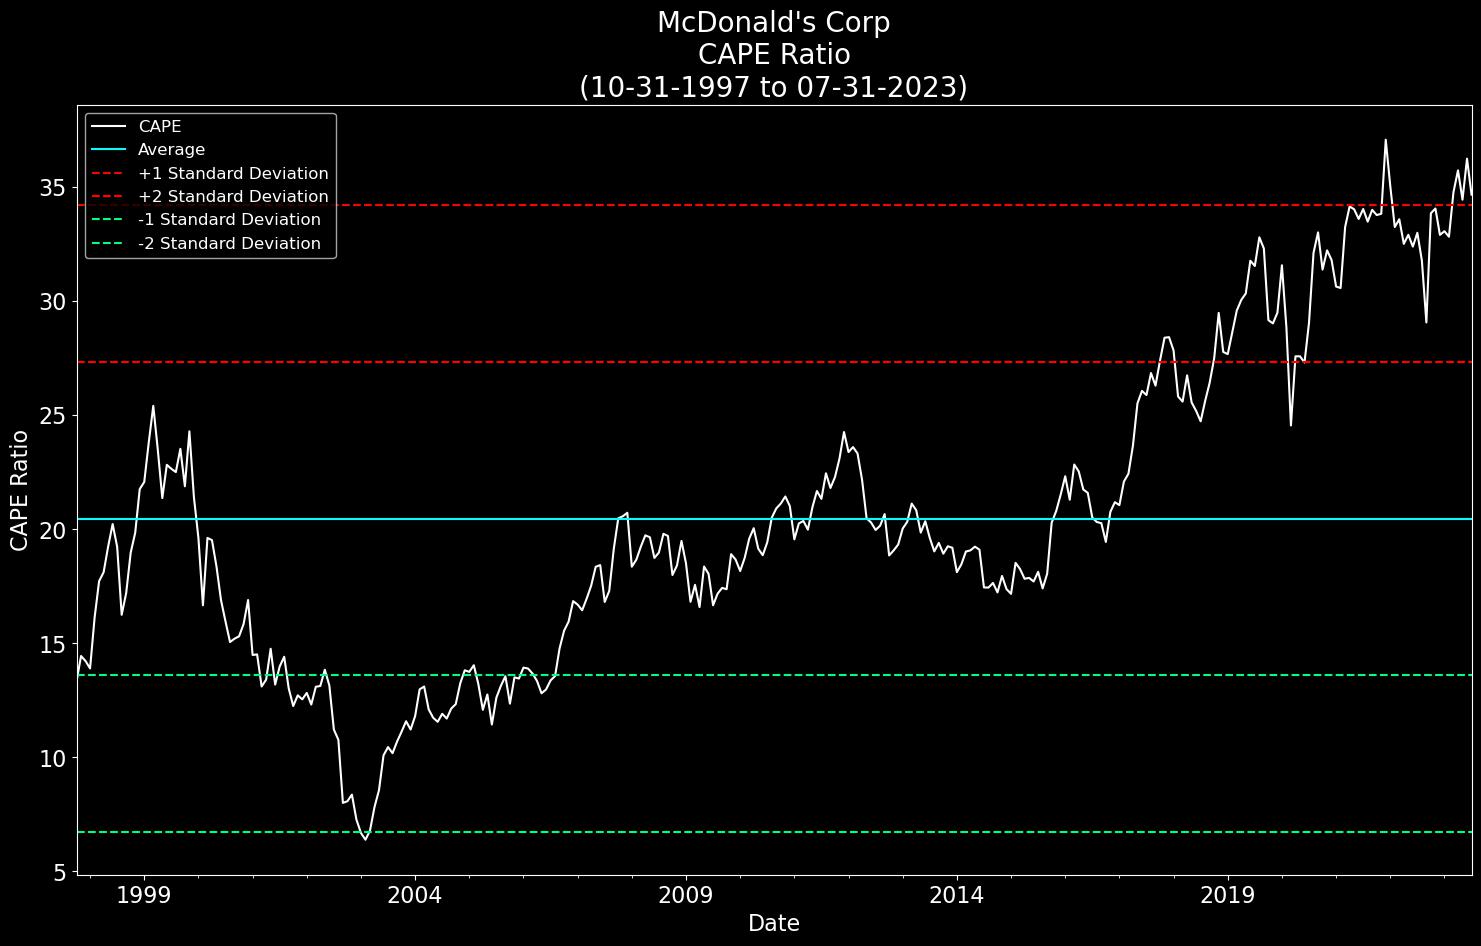 McDonald's Corp
CAPE Ratio
(10-31-1997 to 07-31-2023)
CAPE
Average
+1 Standard Deviation
+2 Standard Deviation
-1 Standard Deviation
-2 Standard Deviation
CAPE Ratio
35
30
25
20
15
10
5
1999 2004 2009 2014 2019
Date